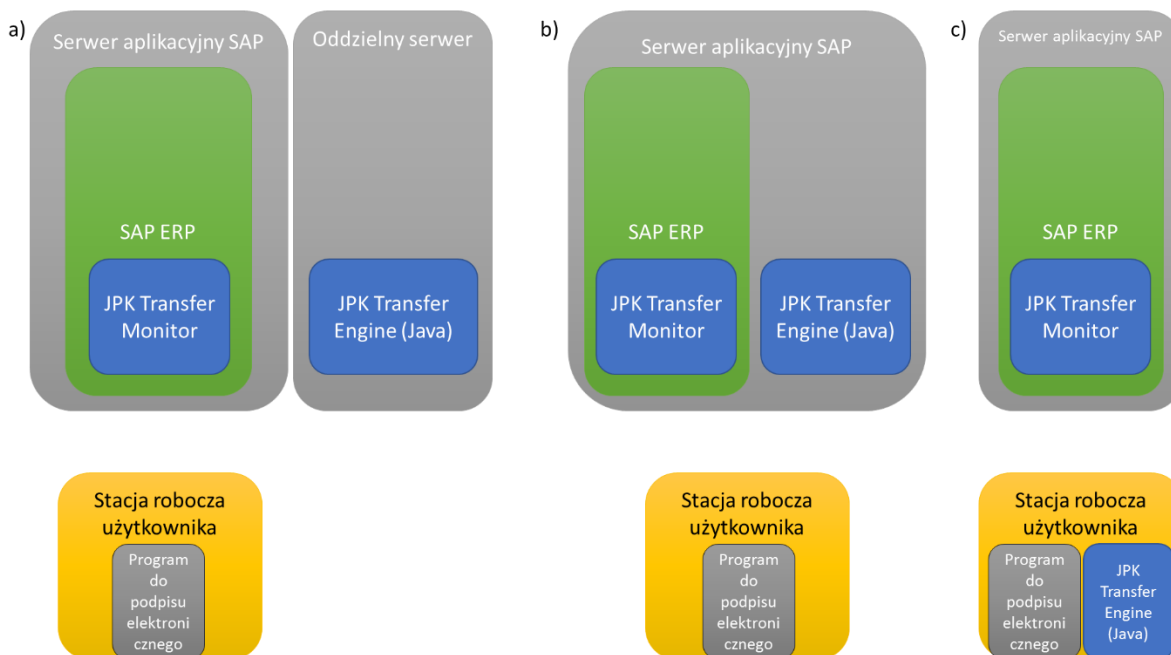 a)
Serwer aplikacyjny SAP
SAP ERP
JPK Transfer
Monitor
Oddzielny serwer
JPK Transfer
Engine (Java)
Stacja robocza
użytkownika
Program
do
podpisu
elektroni
cznego
b)
Serwer aplikacyjny SAP
SAP ERP
JPK Transfer
Monitor
JPK Transfer
Engine (Java)
Stacja robocza
użytkownika
Program
do
podpisu
elektroni
cznego
c)
Serwer aplikacyjny SAP
SAP ERP
JPK Transfer
Monitor
Stacja robocza
użytkownika
Program
do
podpisu
elektroni
cznego
JPK
Transfer
Engine
(Java)